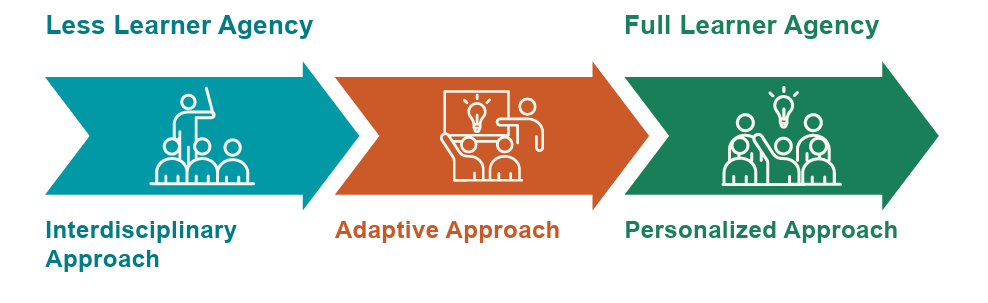 Less Learner Agency
Full Learner Agency
Interdisciplinary
Approach
Adaptive Approach
Personalized Approach